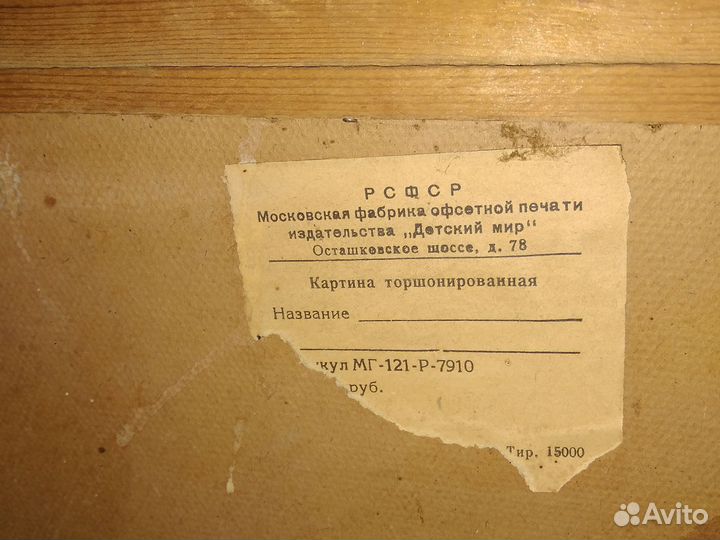 РСФСР
Московская фабрика офсетной печати
издательства „Детский мир“
Осташковское шоссе, д. 78
Картина торшонированная
Название
кул МГ-121-Р-7910
руб.
Тир. 15000
Avito